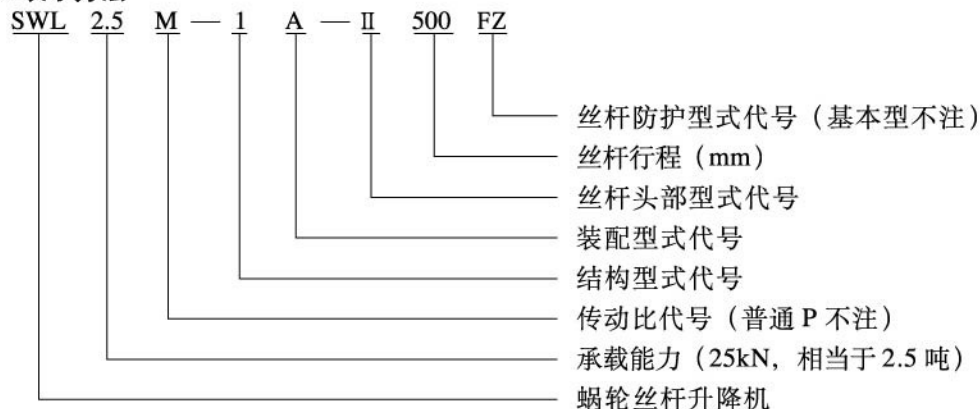 SWL 2.5 M — 1 A — Ⅱ 500 FZ
丝杆防护型式代号（基本型不注）
丝杆行程（mm）
丝杆头部型式代号
装配型式代号
结构型式代号
传动比代号（普通 P 不注）
承载能力（25kN，相当于 2.5 吨）
蜗轮丝杆升降机